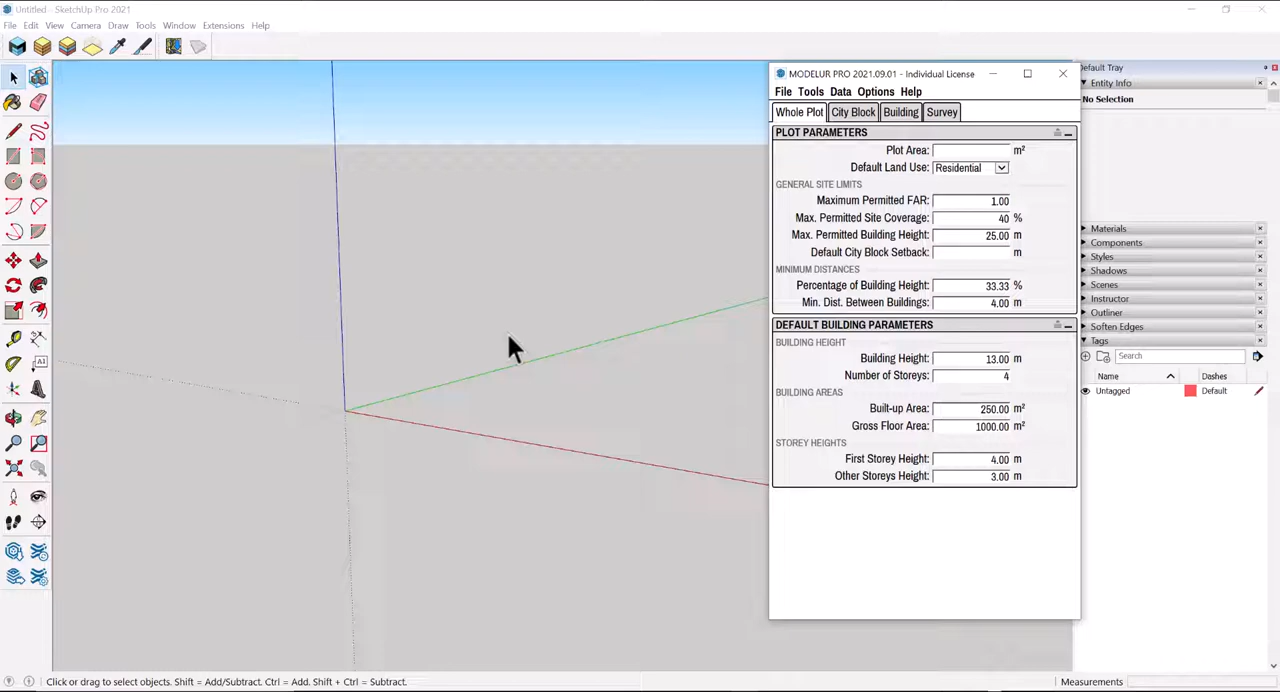 Untitled - SketchUp Pro 2021
File Edit View Camera Draw Tools Window Extensions Help
MODELUR PRO 2021.09.01 - Individual License
File Tools Data Options Help
Whole Plot City Block Building Survey
PLOT PARAMETERS
Plot Area: m²
Default Land Use: Residential
GENERAL SITE LIMITS
Maximum Permitted FAR: 1.00
Max. Permitted Site Coverage: 40 %
Max. Permitted Building Height: 25.00 m
Default City Block Setback: m
MINIMUM DISTANCES
Percentage of Building Height: 33.33 %
Min. Dist. Between Buildings: 4.00 m
DEFAULT BUILDING PARAMETERS
BUILDING HEIGHT
Building Height: 13.00 m
Number of Storeys: 4
BUILDING AREAS
Built-up Area: 250.00 m²
Gross Floor Area: 1000.00 m²
STOREY HEIGHTS
First Storey Height: 4.00 m
Other Storeys Height: 3.00 m
Default Tray
Entity Info
No Selection
Materials
Components
Styles
Shadows
Scenes
Instructor
Outliner
Soften Edges
Tags
Search
Name Dashes
Untagged Default
Click or drag to select objects. Shift = Add/Subtract. Ctrl = Add. Shift + Ctrl = Subtract.
Measurements